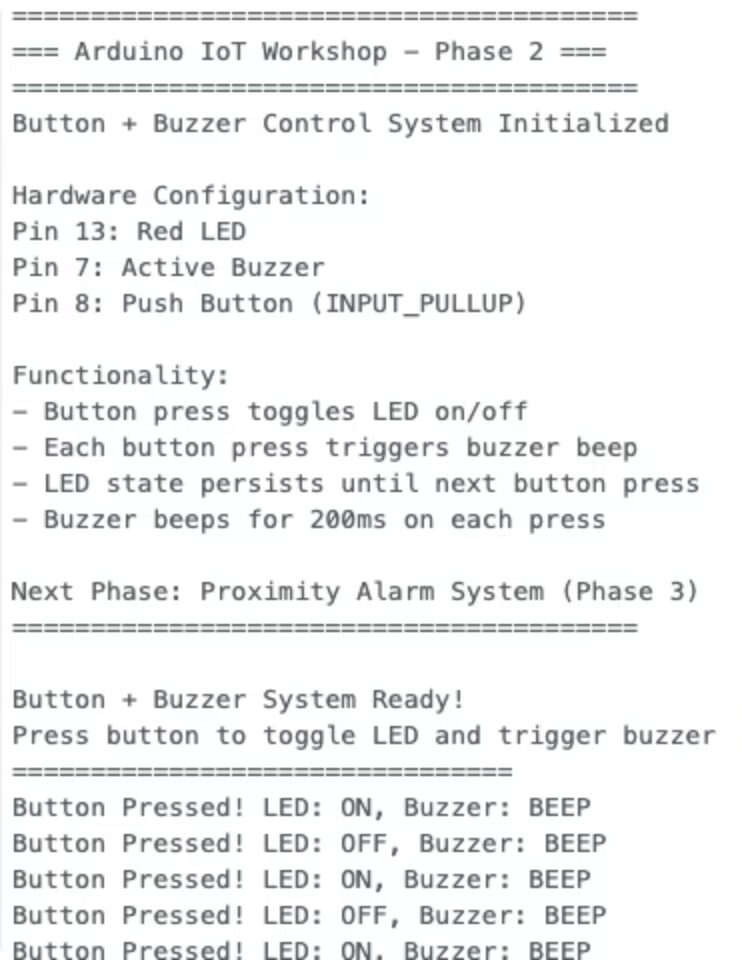 ========================================
=== Arduino IoT Workshop – Phase 2 ===
========================================
Button + Buzzer Control System Initialized
Hardware Configuration:
Pin 13: Red LED
Pin 7: Active Buzzer
Pin 8: Push Button (INPUT_PULLUP)
Functionality:
– Button press toggles LED on/off
– Each button press triggers buzzer beep
– LED state persists until next button press
– Buzzer beeps for 200ms on each press
Next Phase: Proximity Alarm System (Phase 3)
========================================
Button + Buzzer System Ready!
Press button to toggle LED and trigger buzzer
================================
Button Pressed! LED: ON, Buzzer: BEEP
Button Pressed! LED: OFF, Buzzer: BEEP
Button Pressed! LED: ON, Buzzer: BEEP
Button Pressed! LED: OFF, Buzzer: BEEP
Button Pressed! LED: ON, Buzzer: BEEP